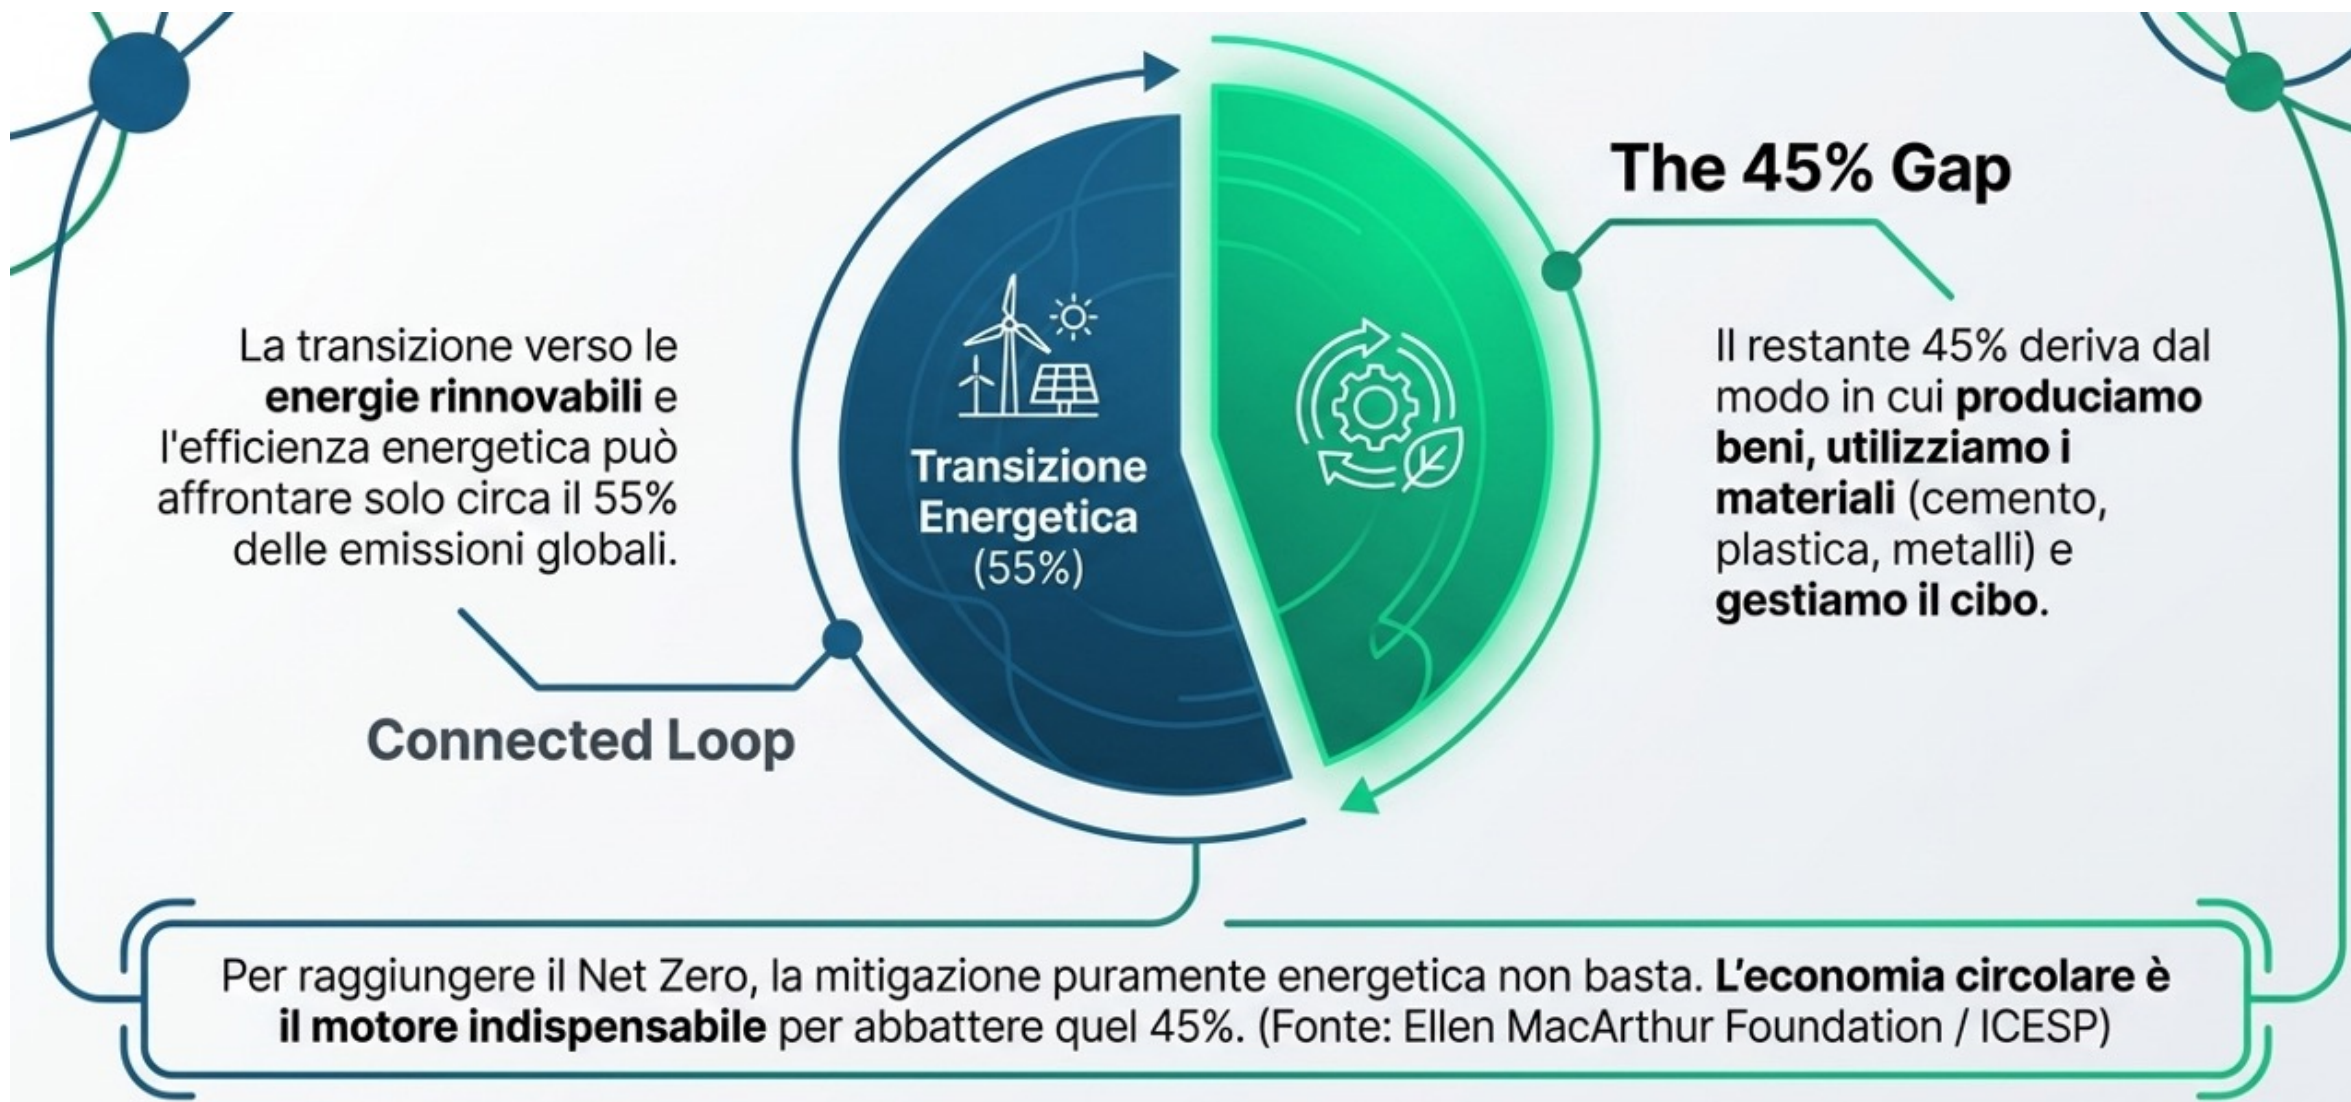 The 45% Gap
La transizione verso le
energie rinnovabili e
l'efficienza energetica può
affrontare solo circa il 55%
delle emissioni globali.
Connected Loop
Transizione
Energetica
(55%)
Il restante 45% deriva dal
modo in cui produciamo
beni, utilizziamo i
materiali (cemento,
plastica, metalli) e
gestiamo il cibo.
Per raggiungere il Net Zero, la mitigazione puramente energetica non basta. L’economia circolare è
il motore indispensabile per abbattere quel 45%. (Fonte: Ellen MacArthur Foundation / ICESP)